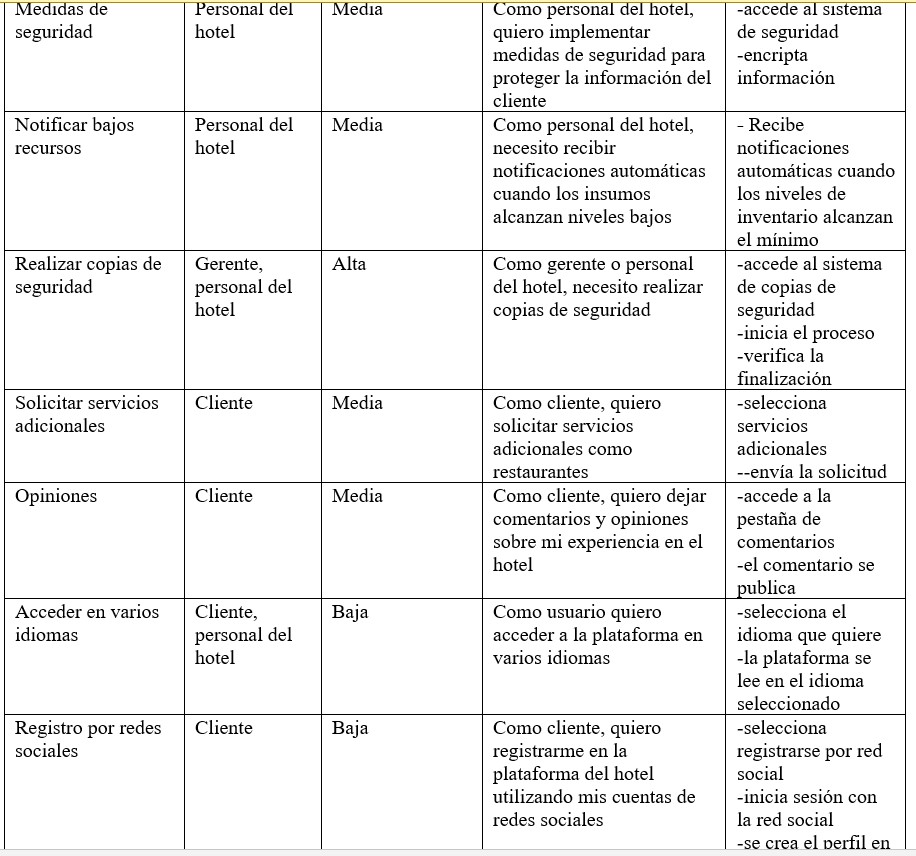 Medidas de
seguridad
Personal del
hotel
Media
Como personal del hotel,
quiero implementar
medidas de seguridad para
proteger la información del
cliente
-accede al sistema
de seguridad
-encripta
información
Notificar bajos
recursos
Personal del
hotel
Media
Como personal del hotel,
necesito recibir
notificaciones automáticas
cuando los insumos
alcanzan niveles bajos
- Recibe
notificaciones
automáticas cuando
los niveles de
inventario alcanzan
el mínimo
Realizar copias de
seguridad
Gerente,
personal del
hotel
Alta
Como gerente o personal
del hotel, necesito realizar
copias de seguridad
-accede al sistema
de copias de
seguridad
-inicia el proceso
-verifica la
finalización
Solicitar servicios
adicionales
Cliente
Media
Como cliente, quiero
solicitar servicios
adicionales como
restaurantes
-selecciona
servicios
adicionales
--envía la solicitud
Opiniones
Cliente
Media
Como cliente, quiero dejar
comentarios y opiniones
sobre mi experiencia en el
hotel
-accede a la
pestaña de
comentarios
-el comentario se
publica
Acceder en varios
idiomas
Cliente,
personal del
hotel
Baja
Como usuario quiero
acceder a la plataforma en
varios idiomas
-selecciona el
idioma que quiere
-la plataforma se
lee en el idioma
seleccionado
Registro por redes
sociales
Cliente
Baja
Como cliente, quiero
registrarme en la
plataforma del hotel
utilizando mis cuentas de
redes sociales
-selecciona
registrarse por red
social
-inicia sesión con
la red social
-se crea el perfil en